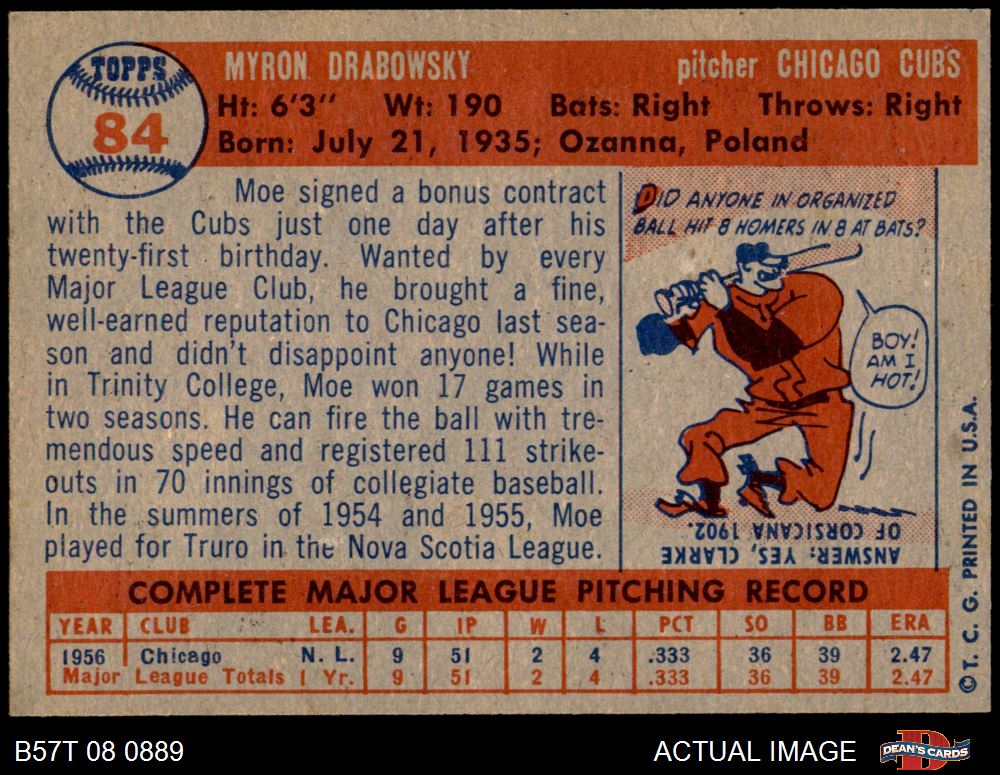 TOPPS
84
MYRON DRABOWSKY pitcher CHICAGO CUBS
Ht: 6'3" Wt: 190 Bats: Right Throws: Right
Born: July 21, 1935; Ozanna, Poland
Moe signed a bonus contract
with the Cubs just one day after his
twenty-first birthday. Wanted by every
Major League Club, he brought a fine,
well-earned reputation to Chicago last sea-
son and didn't disappoint anyone! While
in Trinity College, Moe won 17 games in
two seasons. He can fire the ball with tre-
mendous speed and registered 111 strike-
outs in 70 innings of collegiate baseball.
In the summers of 1954 and 1955, Moe
played for Truro in the Nova Scotia League.
DID ANYONE IN ORGANIZED
BALL HIT 8 HOMERS IN 8 AT BATS?
BOY!
AM I
HOT!
ANSWER: YES, CLARKE
OF CORSICANA 1902.
COMPLETE MAJOR LEAGUE PITCHING RECORD
YEAR CLUB LEA. G IP W L PCT SO BB ERA
1956 Chicago N. L. 9 51 2 4 .333 36 39 2.47
Major League Totals 1 Yr. 9 51 2 4 .333 36 39 2.47
© T. C. G. PRINTED IN U.S.A.
B57T 08 0889 ACTUAL IMAGE
DEAN'S CARDS